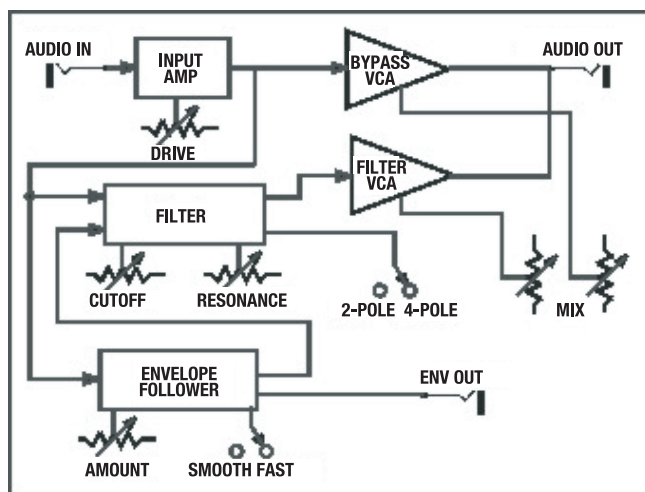 AUDIO IN
INPUT
AMP
BYPASS
VCA
AUDIO OUT
DRIVE
FILTER
VCA
FILTER
CUTOFF
RESONANCE
2-POLE 4-POLE
MIX
ENVELOPE
FOLLOWER
ENV OUT
AMOUNT
SMOOTH FAST